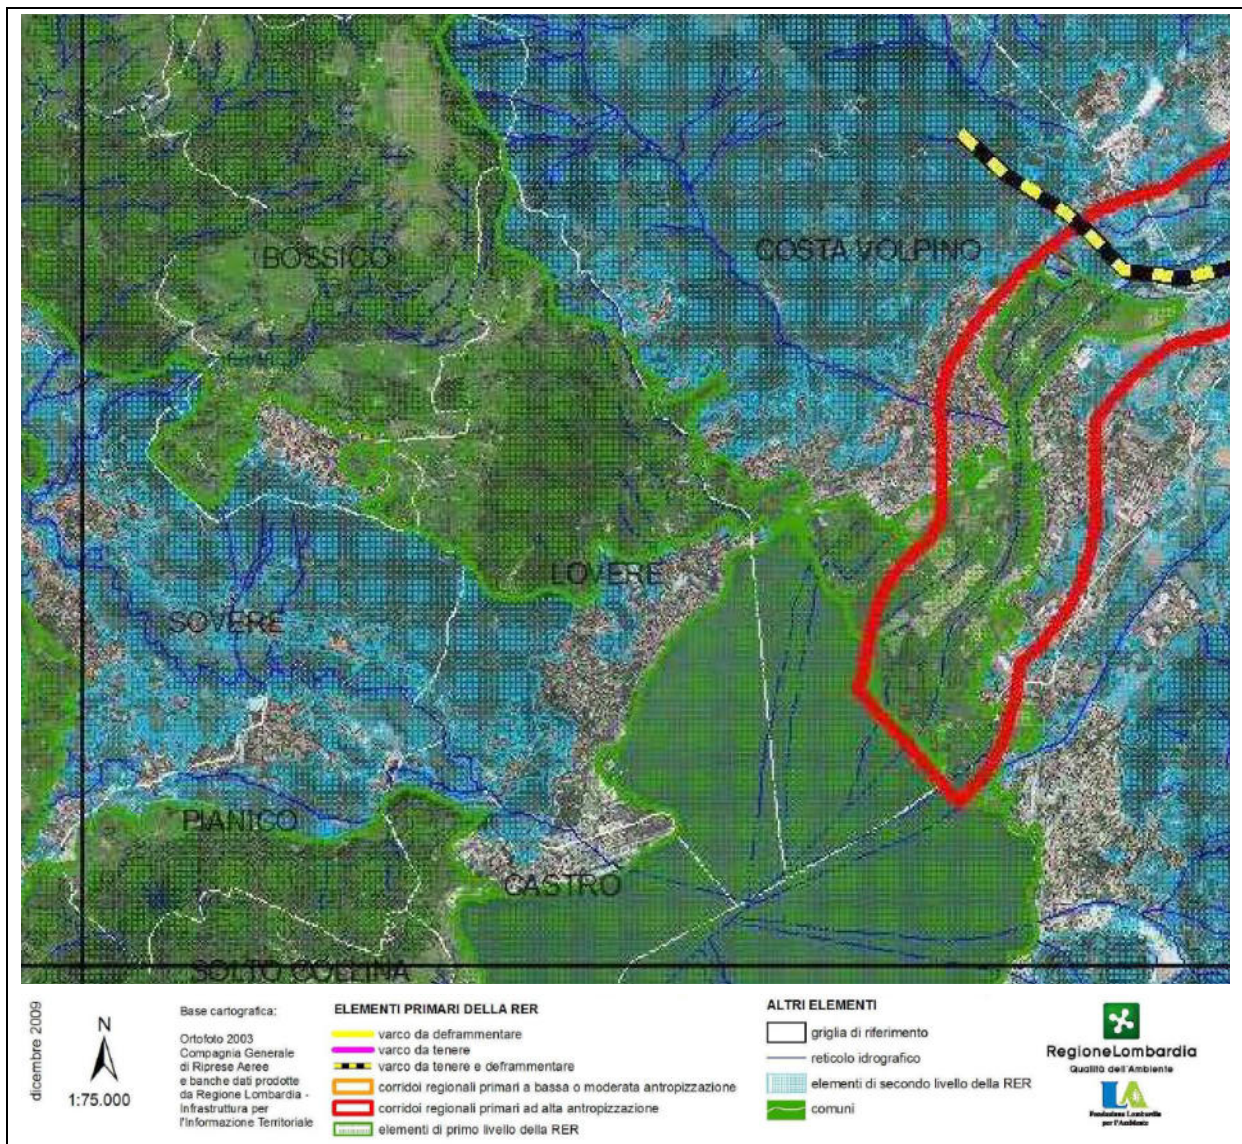 BOSSICO
COSTA VOLPINO
LOVERE
SOVERE
PIANICO
CASTRO
SOLTO COLLINA
dicembre 2009
N
1:75.000
Base cartografica:
Ortofoto 2003
Compagnia Generale
di Riprese Aeree
e banche dati prodotte
da Regione Lombardia -
Infrastruttura per
l'Informazione Territoriale
ELEMENTI PRIMARI DELLA RER
varco da deframmentare
varco da tenere
varco da tenere e deframmentare
corridoi regionali primari a bassa o moderata antropizzazione
corridoi regionali primari ad alta antropizzazione
elementi di primo livello della RER
ALTRI ELEMENTI
griglia di riferimento
reticolo idrografico
elementi di secondo livello della RER
comuni
RegioneLombardia
Qualità dell'Ambiente
Fondazione Lombardia
per l'Ambiente